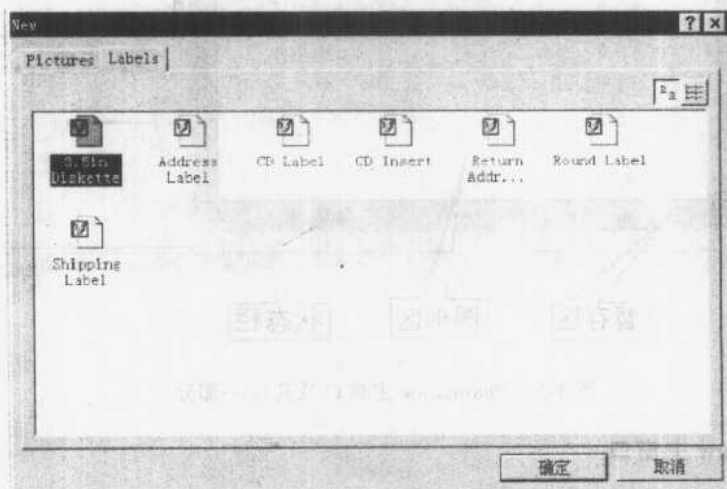 New
Pictures Labels
3.5in Diskette
Address Label
CD Label
CD Insert
Return Addr...
Round Label
Shipping Label
确定 取消